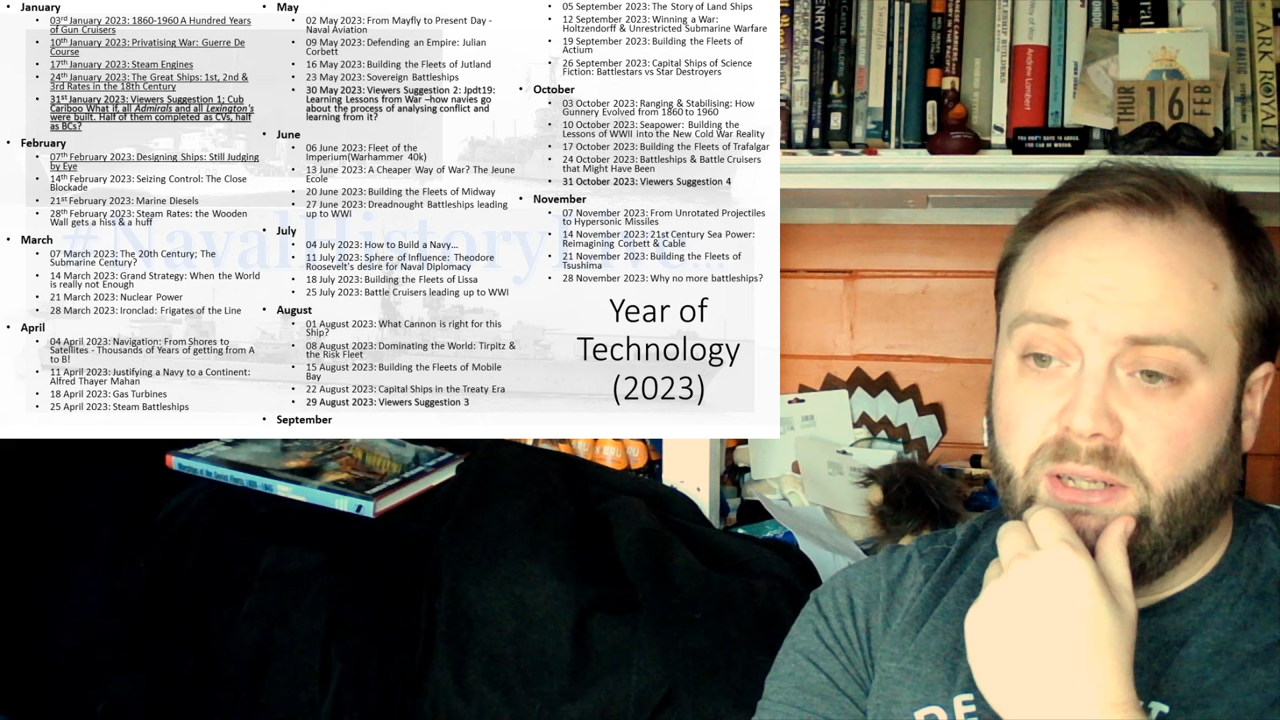 January
03rd January 2023: 1860-1960 A Hundred Years
of Gun Cruisers
10th January 2023: Privatising War: Guerre De
Course
17th January 2023: Steam Engines
24th January 2023: The Great Ships: 1st, 2nd &
3rd Rates in the 18th Century
31st January 2023: Viewers Suggestion 1; Cub
Cariboo What if, all Admirals and all Lexington's
were built. Half of them completed as CVs, half
as BCs?
February
07th February 2023: Designing Ships: Still Judging
by Eye
14th February 2023: Seizing Control: The Close
Blockade
21st February 2023: Marine Diesels
28th February 2023: Steam Rates: the Wooden
Wall gets a hiss & a huff
March
07 March 2023: The 20th Century; The
Submarine Century?
14 March 2023: Grand Strategy: When the World
is really not Enough
21 March 2023: Nuclear Power
28 March 2023: Ironclad: Frigates of the Line
April
04 April 2023: Navigation: From Shores to
Satellites - Thousands of Years of getting from A
to B!
11 April 2023: Justifying a Navy to a Continent:
Alfred Thayer Mahan
18 April 2023: Gas Turbines
25 April 2023: Steam Battleships
May
02 May 2023: From Mayfly to Present Day -
Naval Aviation
09 May 2023: Defending an Empire: Julian
Corbett
16 May 2023: Building the Fleets of Jutland
23 May 2023: Sovereign Battleships
30 May 2023: Viewers Suggestion 2: Jpdt19:
Learning Lessons from War –how navies go
about the process of analysing conflict and
learning from it?
June
06 June 2023: Fleet of the
Imperium(Warhammer 40k)
13 June 2023: A Cheaper Way of War? The Jeune
Ecole
20 June 2023: Building the Fleets of Midway
27 June 2023: Dreadnought Battleships leading
up to WWI
July
04 July 2023: How to Build a Navy...
11 July 2023: Sphere of Influence: Theodore
Roosevelt's desire for Naval Diplomacy
18 July 2023: Building the Fleets of Lissa
25 July 2023: Battle Cruisers leading up to WWI
August
01 August 2023: What Cannon is right for this
Ship?
08 August 2023: Dominating the World: Tirpitz &
the Risk Fleet
15 August 2023: Building the Fleets of Mobile
Bay
22 August 2023: Capital Ships in the Treaty Era
29 August 2023: Viewers Suggestion 3
September
05 September 2023: The Story of Land Ships
12 September 2023: Winning a War:
Holtzendorff & Unrestricted Submarine Warfare
19 September 2023: Building the Fleets of
Actium
26 September 2023: Capital Ships of Science
Fiction: Battlestars vs Star Destroyers
October
03 October 2023: Ranging & Stabilising: How
Gunnery Evolved from 1860 to 1960
10 October 2023: Seapower: Building the
Lessons of WWII into the New Cold War Reality
17 October 2023: Building the Fleets of Trafalgar
24 October 2023: Battleships & Battle Cruisers
that Might Have Been
31 October 2023: Viewers Suggestion 4
November
07 November 2023: From Unrotated Projectiles
to Hypersonic Missiles
14 November 2023: 21st Century Sea Power:
Reimagining Corbett & Cable
21 November 2023: Building the Fleets of
Tsushima
28 November 2023: Why no more battleships?
Year of
Technology
(2023)
#NavalHistoryLive...
THUR 16 FEB
ARK ROYAL
Andrew Lambert